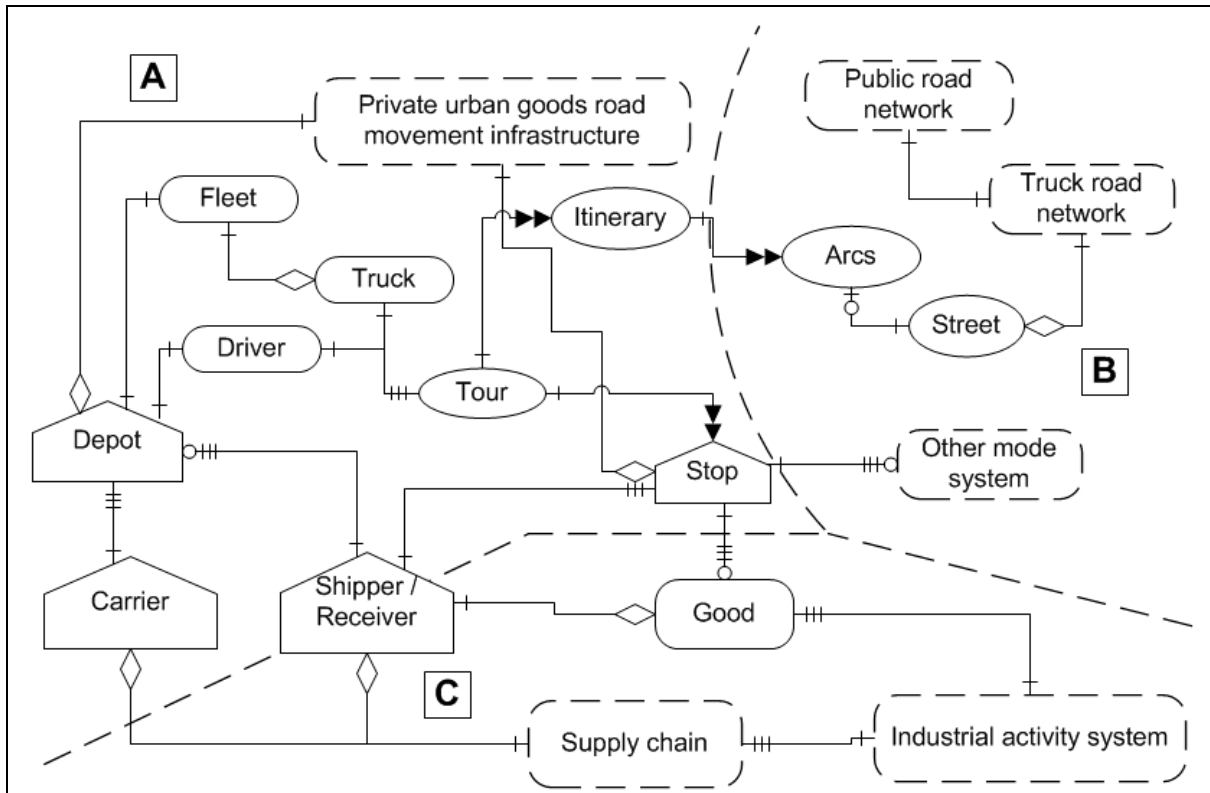 A
Private urban goods road
movement infrastructure
Public road
network
Fleet
Itinerary
Truck road
network
Truck
Arcs
Driver
Street
Tour
B
Depot
Stop
Other mode
system
Carrier
Shipper /
Receiver
Good
C
Supply chain
Industrial activity system